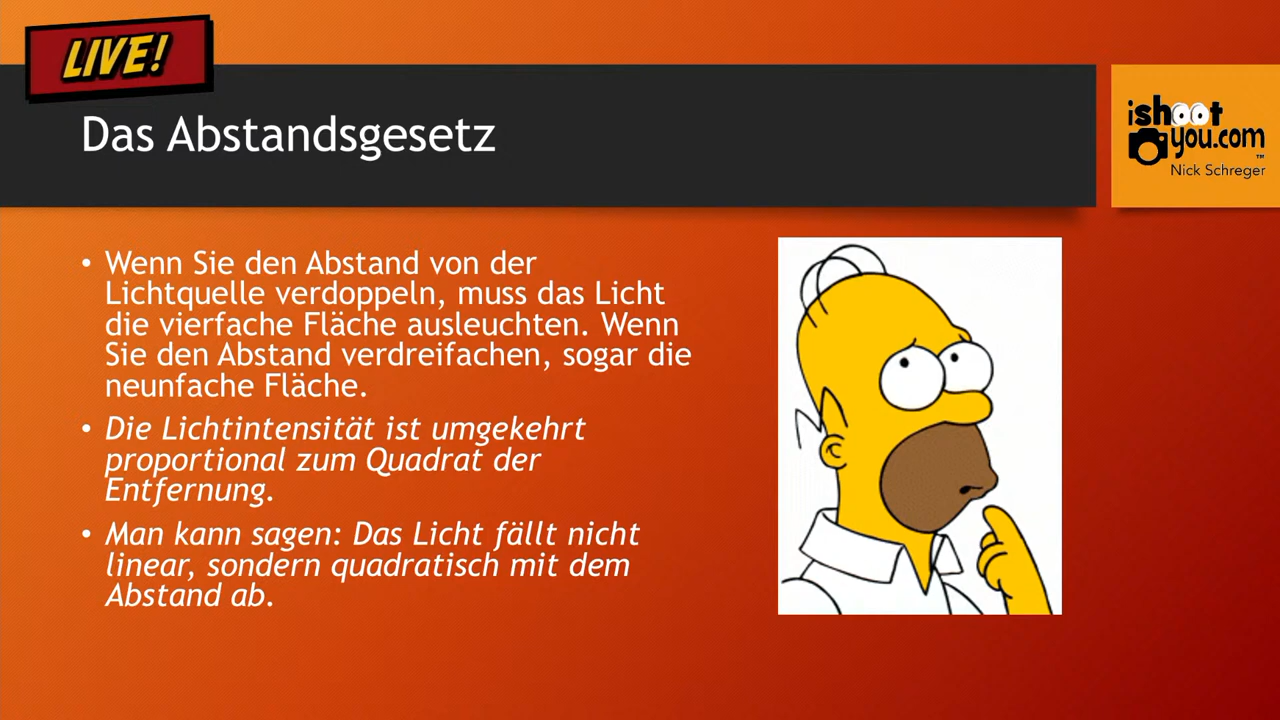 LIVE!
Das Abstandsgesetz
ishoot
you.com
™
Nick Schreger
• Wenn Sie den Abstand von der
Lichtquelle verdoppeln, muss das Licht
die vierfache Fläche ausleuchten. Wenn
Sie den Abstand verdreifachen, sogar die
neunfache Fläche.
• Die Lichtintensität ist umgekehrt
proportional zum Quadrat der
Entfernung.
• Man kann sagen: Das Licht fällt nicht
linear, sondern quadratisch mit dem
Abstand ab.